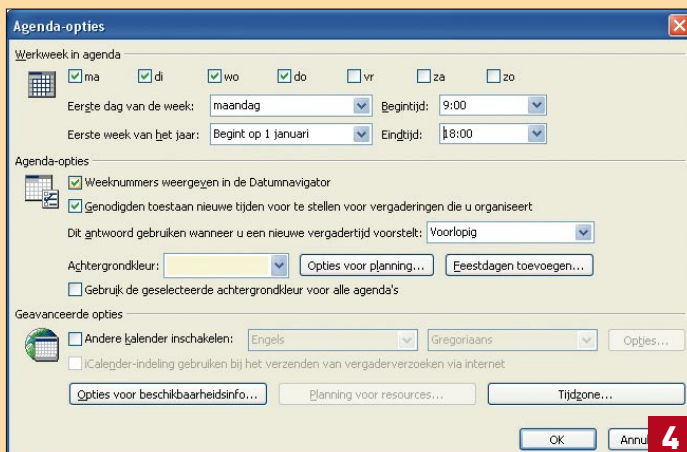 Agenda-opties
Werkweek in agenda
ma di wo do vr za zo
Eerste dag van de week: maandag Begintijd: 9:00
Eerste week van het jaar: Begint op 1 januari Eindtijd: 18:00
Agenda-opties
Weeknummers weergeven in de Datumnavigator
Genodigden toestaan nieuwe tijden voor te stellen voor vergaderingen die u organiseert
Dit antwoord gebruiken wanneer u een nieuwe vergadertijd voorstelt: Voorlopig
Achtergrondkleur: Opties voor planning... Feestdagen toevoegen...
Gebruik de geselecteerde achtergrondkleur voor alle agenda's
Geavanceerde opties
Andere kalender inschakelen: Engels Gregoriaans Opties...
iCalender-indeling gebruiken bij het verzenden van vergaderverzoeken via internet
Opties voor beschikbaarheidsinfo... Planning voor resources... Tijdzone...
OK Annu
4